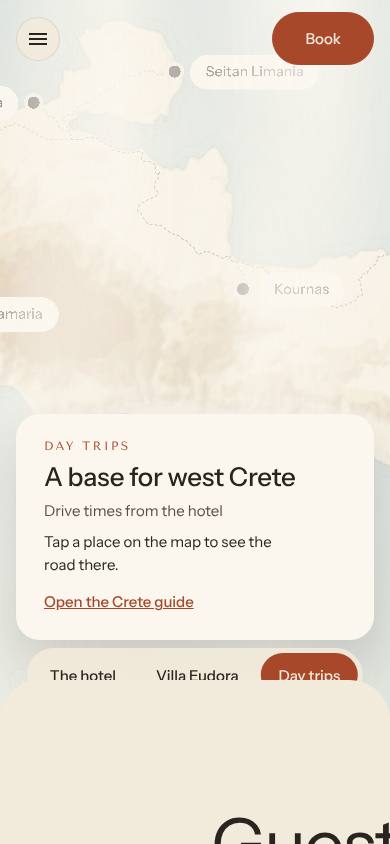 Book
Seitan Limania
Kournas
DAY TRIPS
A base for west Crete
Drive times from the hotel
Tap a place on the map to see the
road there.
Open the Crete guide
The hotel
Villa Eudora
Day trips